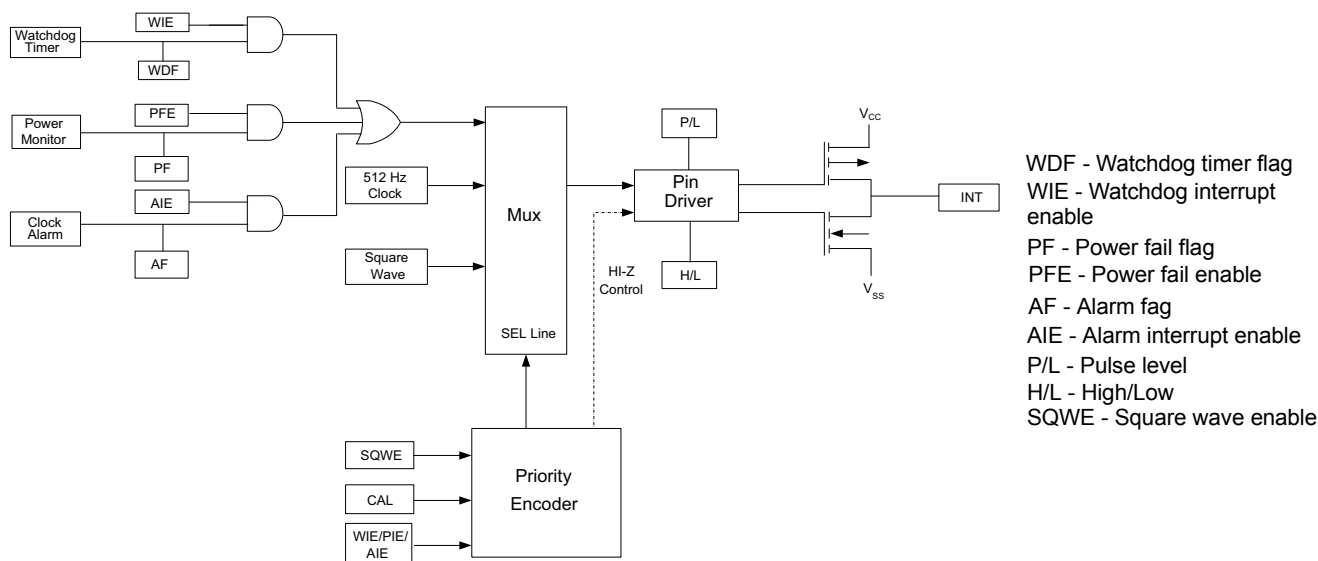 WIE
Watchdog
Timer
WDF
PFE
Power
Monitor
PF
AIE
Clock
Alarm
AF
512 Hz
Clock
Square
Wave
Mux
SEL Line
P/L
Pin
Driver
H/L
HI-Z
Control
VCC
INT
VSS
SQWE
CAL
WIE/PIE/
AIE
Priority
Encoder
WDF - Watchdog timer flag
WIE - Watchdog interrupt
enable
PF - Power fail flag
PFE - Power fail enable
AF - Alarm fag
AIE - Alarm interrupt enable
P/L - Pulse level
H/L - High/Low
SQWE - Square wave enable